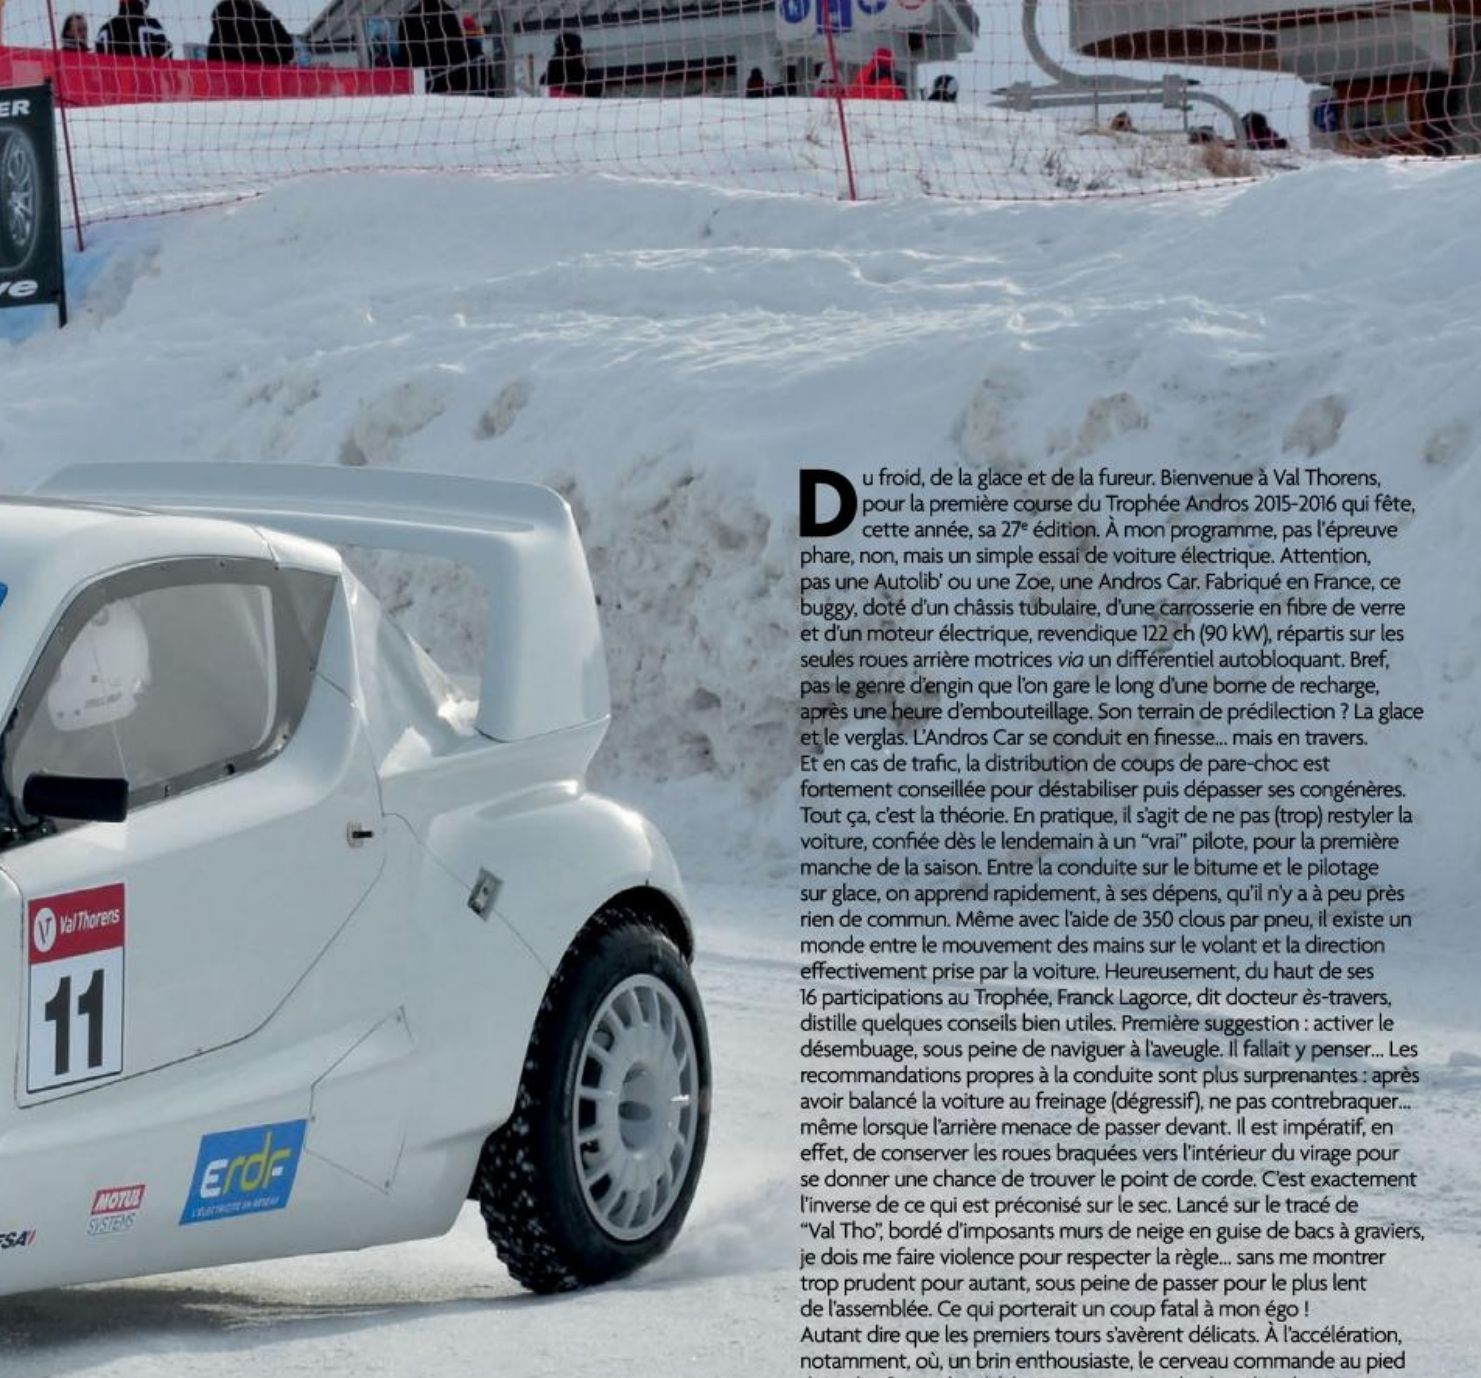 ER
ve
Du froid, de la glace et de la fureur. Bienvenue à Val Thorens,
pour la première course du Trophée Andros 2015-2016 qui fête,
cette année, sa 27e édition. À mon programme, pas l'épreuve
phare, non, mais un simple essai de voiture électrique. Attention,
pas une Autolib' ou une Zoe, une Andros Car. Fabriqué en France, ce
buggy, doté d'un châssis tubulaire, d'une carrosserie en fibre de verre
et d'un moteur électrique, revendique 122 ch (90 kW), répartis sur les
seules roues arrière motrices via un différentiel autobloquant. Bref,
pas le genre d'engin que l'on gare le long d'une borne de recharge,
après une heure d'embouteillage. Son terrain de prédilection ? La glace
et le verglas. L'Andros Car se conduit en finesse... mais en travers.
Et en cas de trafic, la distribution de coups de pare-choc est
fortement conseillée pour déstabiliser puis dépasser ses congénères.
Tout ça, c'est la théorie. En pratique, il s'agit de ne pas (trop) restyler la
voiture, confiée dès le lendemain à un “vrai” pilote, pour la première
manche de la saison. Entre la conduite sur le bitume et le pilotage
sur glace, on apprend rapidement, à ses dépens, qu'il n'y a à peu près
rien de commun. Même avec l'aide de 350 clous par pneu, il existe un
monde entre le mouvement des mains sur le volant et la direction
effectivement prise par la voiture. Heureusement, du haut de ses
16 participations au Trophée, Franck Lagorce, dit docteur ès-travers,
distille quelques conseils bien utiles. Première suggestion : activer le
désembuage, sous peine de naviguer à l'aveugle. Il fallait y penser... Les
recommandations propres à la conduite sont plus surprenantes : après
avoir balancé la voiture au freinage (dégressif), ne pas contrebraquer...
même lorsque l'arrière menace de passer devant. Il est impératif, en
effet, de conserver les roues braquées vers l'intérieur du virage pour
se donner une chance de trouver le point de corde. C'est exactement
l'inverse de ce qui est préconisé sur le sec. Lancé sur le tracé de
“Val Tho”, bordé d'imposants murs de neige en guise de bacs à graviers,
je dois me faire violence pour respecter la règle... sans me montrer
trop prudent pour autant, sous peine de passer pour le plus lent
de l'assemblée. Ce qui porterait un coup fatal à mon égo !
Autant dire que les premiers tours s'avèrent délicats. À l'accélération,
notamment, où, un brin enthousiaste, le cerveau commande au pied
V Val Thorens
11
ERDF
L'ÉLECTRICITÉ EN RÉSEAU
MOTUL
SYSTEMS
ESA